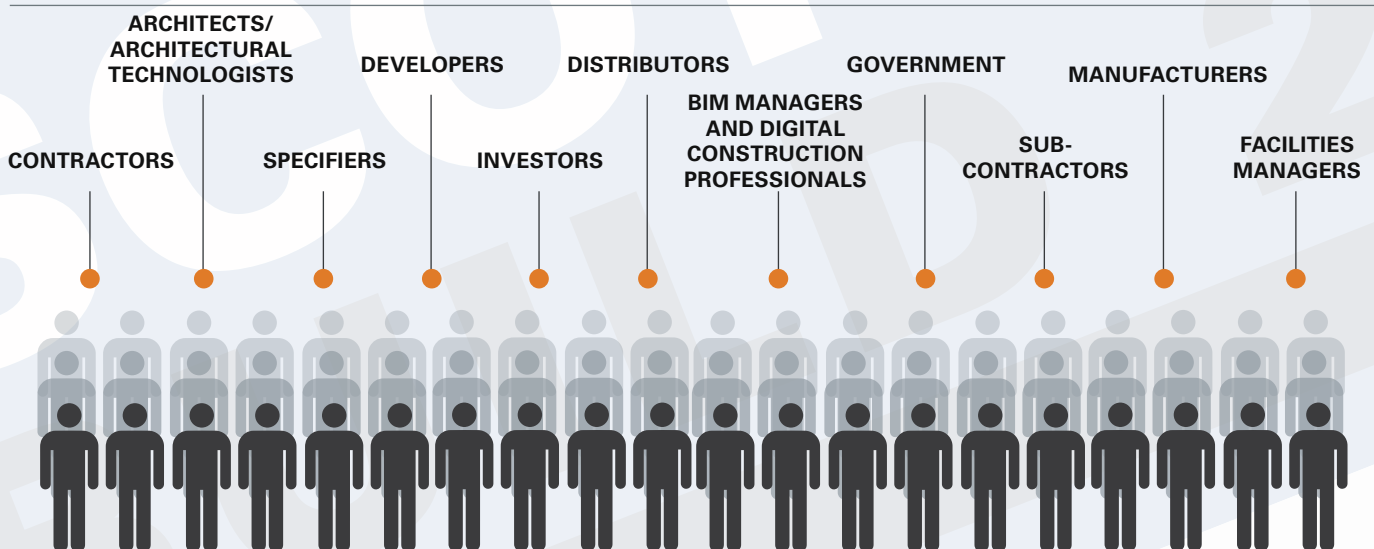 ARCHITECTS/
ARCHITECTURAL
TECHNOLOGISTS
DEVELOPERS
DISTRIBUTORS
GOVERNMENT
MANUFACTURERS
CONTRACTORS
SPECIFIERS
INVESTORS
BIM MANAGERS
AND DIGITAL
CONSTRUCTION
PROFESSIONALS
SUB-
CONTRACTORS
FACILITIES
MANAGERS